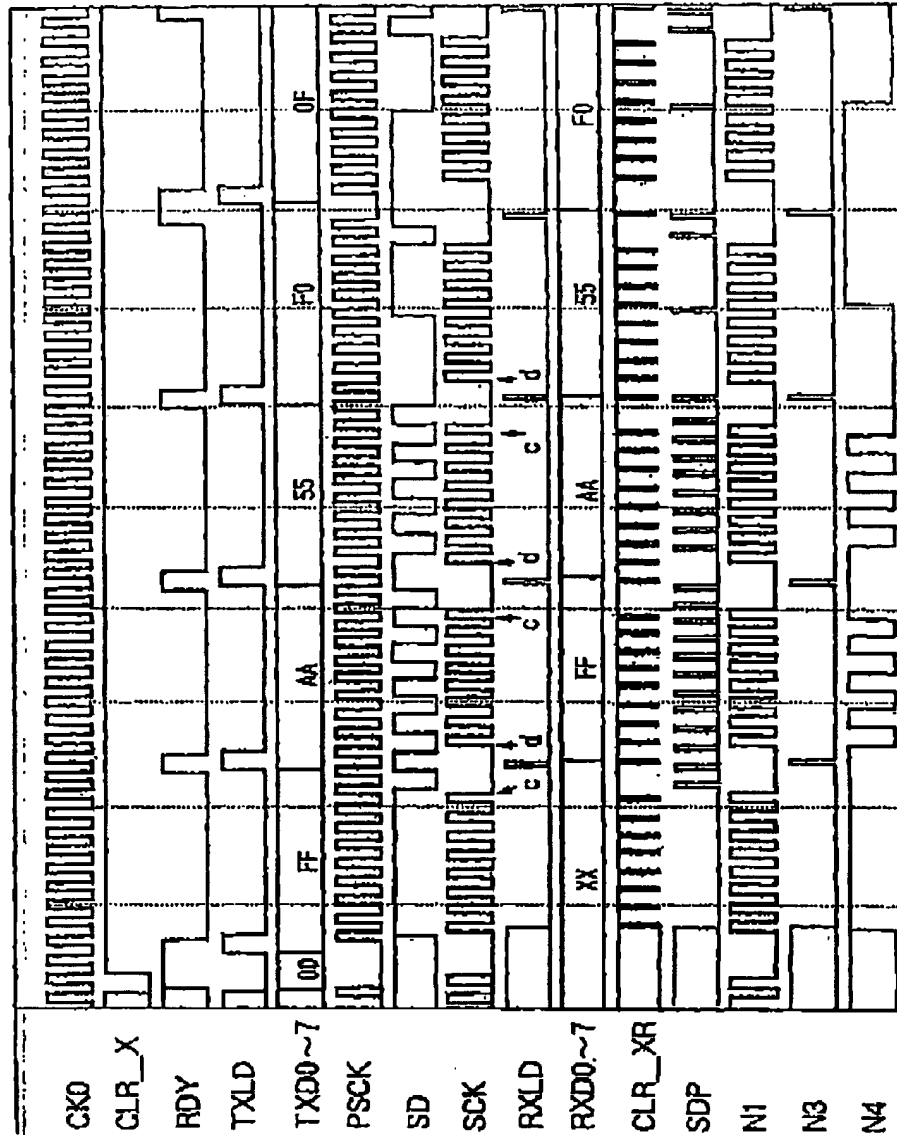 CK0
CLR_X
RDY
TXLD
TXD0~7 00 FF AA 55 F0 0F
PSCK
SD
SCK
c d c d c d
RXLD
RXD0~7 XX FF AA 55 F0
CLR_XR
SDP
N1
N3
N4